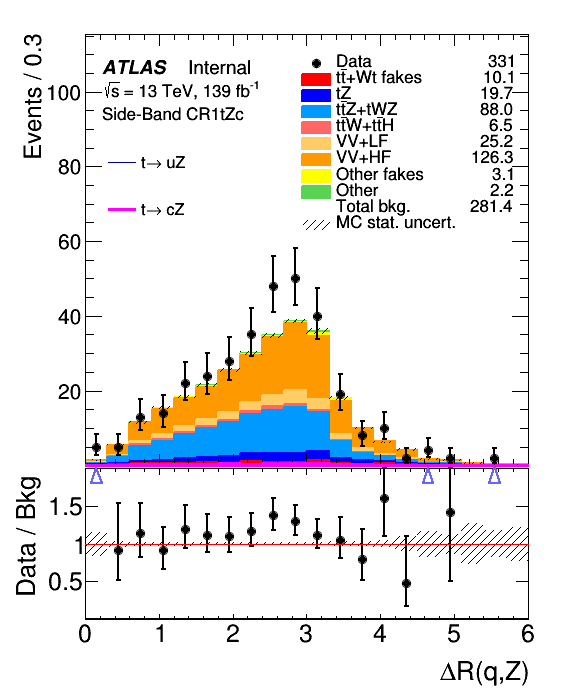 Events / 0.3
ATLAS Internal
√s = 13 TeV, 139 fb⁻¹
Side-Band CR1tZc
t→ uZ
t→ cZ
Data 331
tt̄+Wt fakes 10.1
tZ 19.7
tt̄Z+tWZ 88.0
tt̄W+tt̄H 6.5
VV+LF 25.2
VV+HF 126.3
Other fakes 3.1
Other 2.2
Total bkg. 281.4
MC stat. uncert.
100
80
60
40
20
Data / Bkg
1.5
1
0.5
0 1 2 3 4 5 6
ΔR(q,Z)